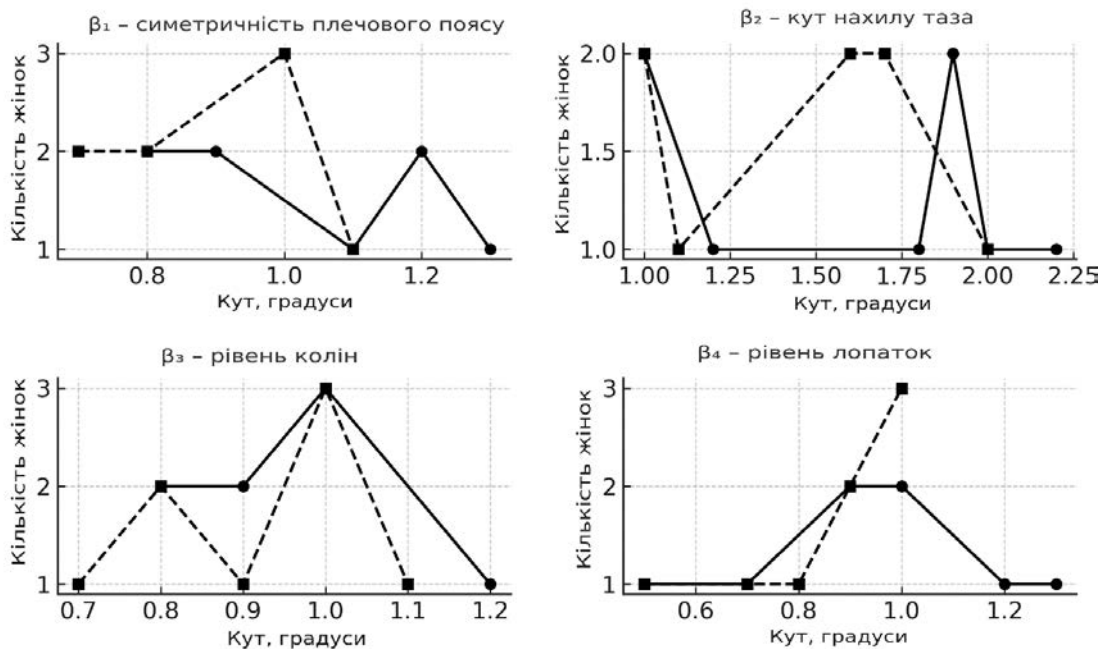 β₁ – симетричність плечового поясу
Кількість жінок
3
2
1
0.8 1.0 1.2
Кут, градуси
β₂ – кут нахилу таза
Кількість жінок
2.0
1.5
1.0
1.00 1.25 1.50 1.75 2.00 2.25
Кут, градуси
β₃ – рівень колін
Кількість жінок
3
2
1
0.7 0.8 0.9 1.0 1.1 1.2
Кут, градуси
β₄ – рівень лопаток
Кількість жінок
3
2
1
0.6 0.8 1.0 1.2
Кут, градуси